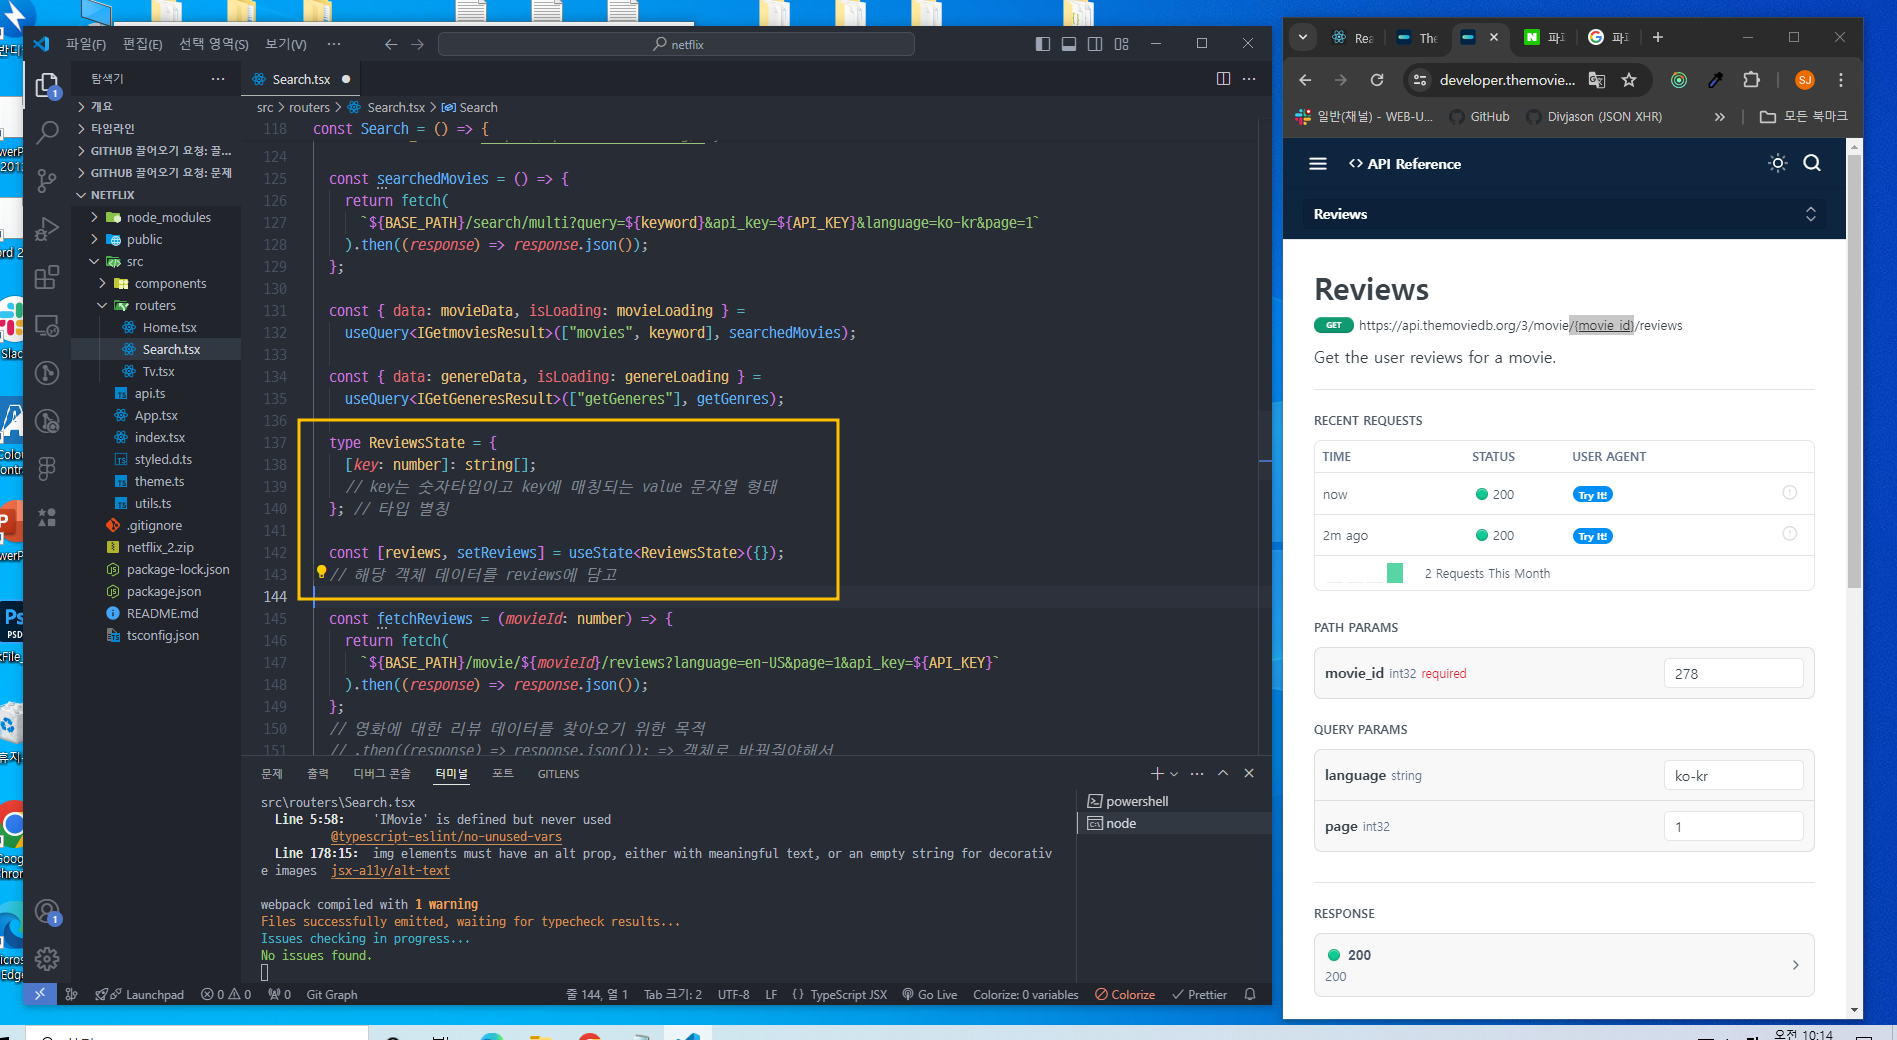 파일(F) 편집(E) 선택 영역(S) 보기(V) ···
netflix
탐색기 ···
개요
타임라인
GITHUB 끌어오기 요청: 끌...
GITHUB 끌어오기 요청: 문제
NETFLIX
node_modules
public
src
components
routers
Home.tsx
Search.tsx
Tv.tsx
api.ts
App.tsx
index.tsx
styled.d.ts
theme.ts
utils.ts
.gitignore
netflix_2.zip
package-lock.json
package.json
README.md
tsconfig.json
Search.tsx
src > routers > Search.tsx > Search
118 const Search = () => {
124
125 const searchedMovies = () => {
126 return fetch(
127 `${BASE_PATH}/search/multi?query=${keyword}&api_key=${API_KEY}&language=ko-kr&page=1`
128 ).then((response) => response.json());
129 };
130
131 const { data: movieData, isLoading: movieLoading } =
132 useQuery<IGetmoviesResult>(["movies", keyword], searchedMovies);
133
134 const { data: genereData, isLoading: genereLoading } =
135 useQuery<IGetGeneresResult>(["getGeneres"], getGenres);
136
137 type ReviewsState = {
138 [key: number]: string[];
139 // key는 숫자타입이고 key에 매칭되는 value 문자열 형태
140 }; // 타입 별칭
141
142 const [reviews, setReviews] = useState<ReviewsState>({});
143 // 해당 객체 데이터를 reviews에 담고
144
145 const fetchReviews = (movieId: number) => {
146 return fetch(
147 `${BASE_PATH}/movie/${movieId}/reviews?language=en-US&page=1&api_key=${API_KEY}`
148 ).then((response) => response.json());
149 };
150 // 영화에 대한 리뷰 데이터를 찾아오기 위한 목적
151 // .then((response) => response.json()); => 객체로 바꿔줘야해서
문제 출력 디버그 콘솔 터미널 포트 GITLENS
src\routers\Search.tsx
Line 5:58: 'IMovie' is defined but never used
@typescript-eslint/no-unused-vars
Line 178:15: img elements must have an alt prop, either with meaningful text, or an empty string for decorativ
e images jsx-a11y/alt-text
webpack compiled with 1 warning
Files successfully emitted, waiting for typecheck results...
Issues checking in progress...
No issues found.
powershell
node
Launchpad 0 0 0 Git Graph 줄 144, 열 1 Tab 크기: 2 UTF-8 LF {} TypeScript JSX Go Live Colorize: 0 variables Colorize Prettier
Rea The 파 파
developer.themovie...
SJ
일반(채널) - WEB-U... GitHub Divjason (JSON XHR) » 모든 북마크
<> API Reference
Reviews
Reviews
GET https://api.themoviedb.org/3/movie/{movie_id}/reviews
Get the user reviews for a movie.
RECENT REQUESTS
TIME STATUS USER AGENT
now 200 Try It!
2m ago 200 Try It!
2 Requests This Month
PATH PARAMS
movie_id int32 required 278
QUERY PARAMS
language string ko-kr
page int32 1
RESPONSE
200
200
오전 10:14